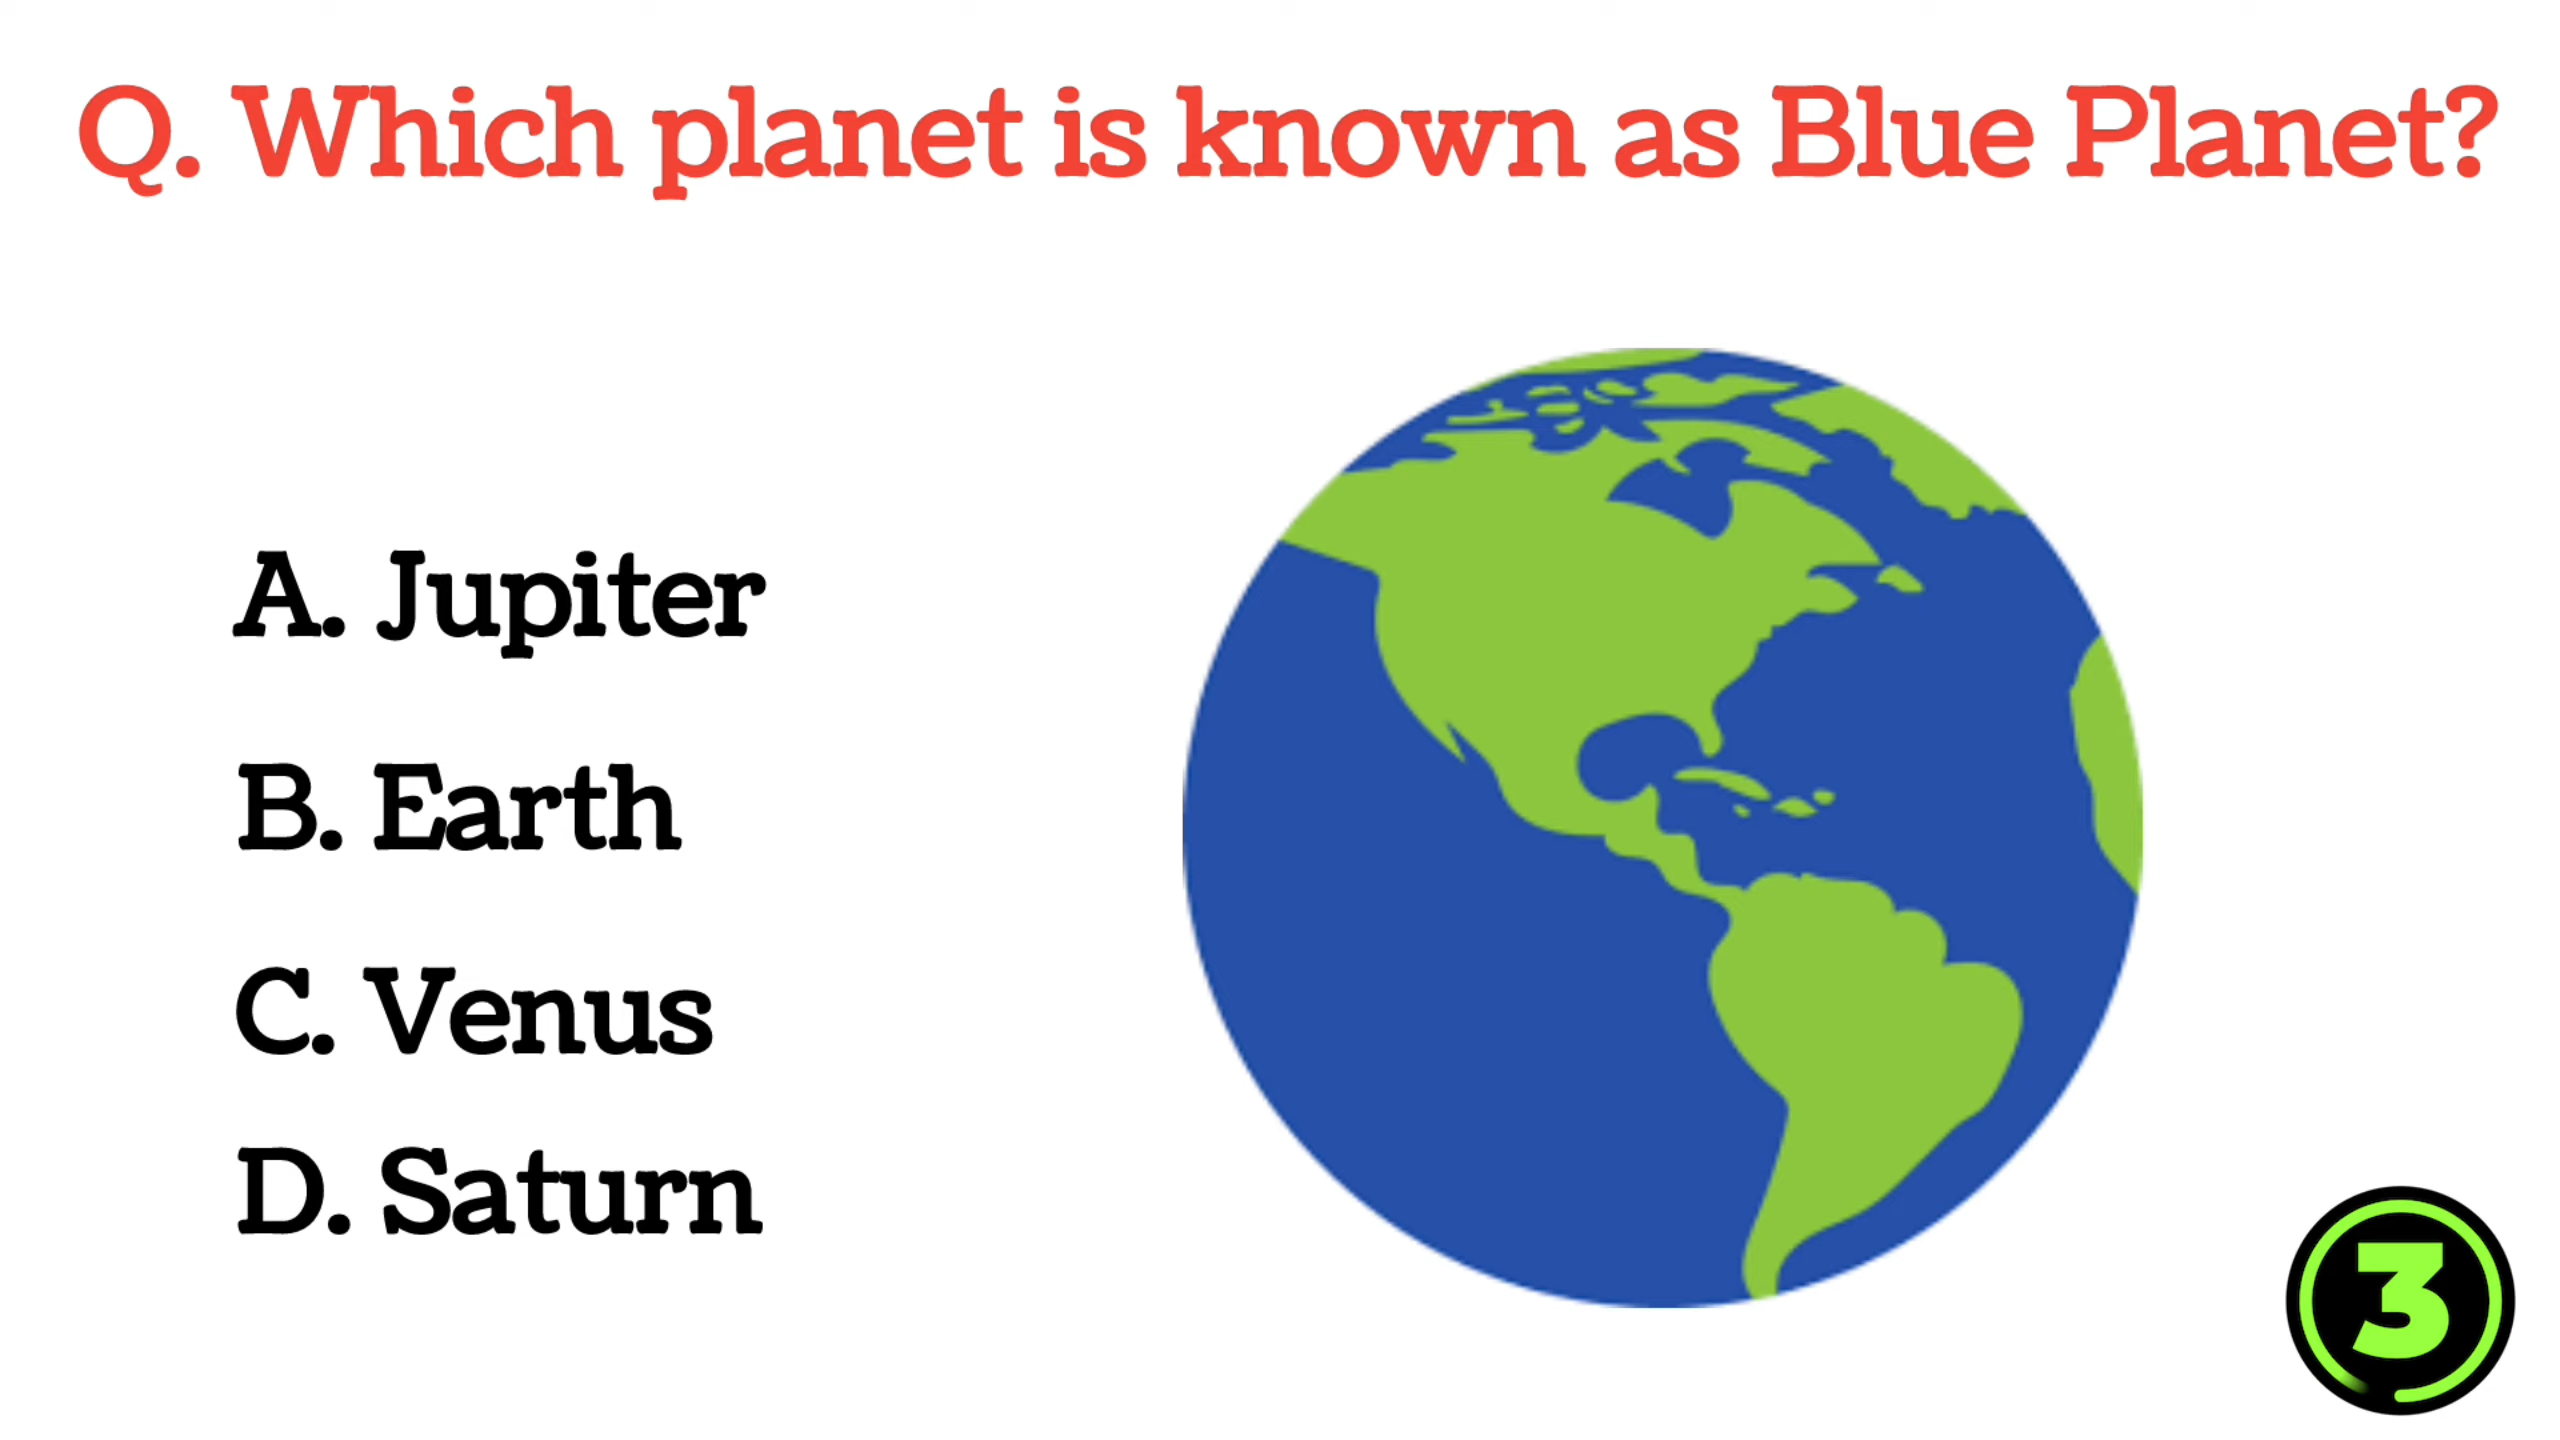 Q. Which planet is known as Blue Planet?
A. Jupiter
B. Earth
C. Venus
D. Saturn
3